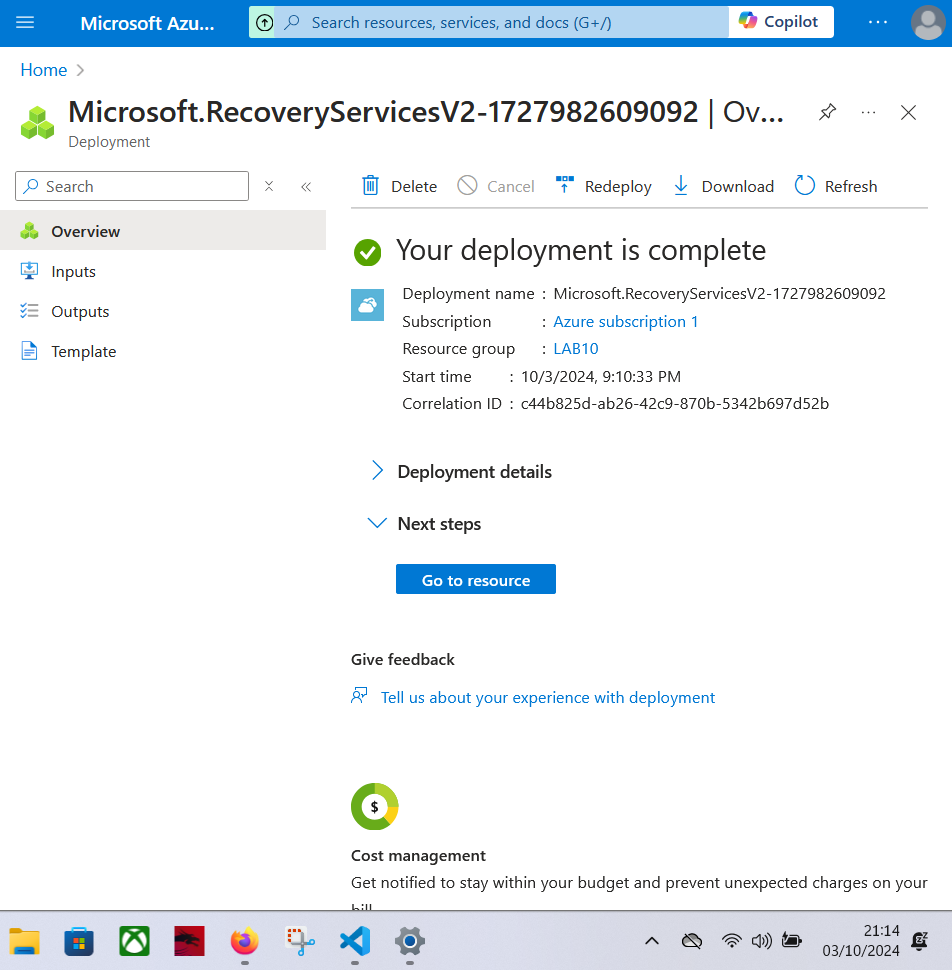 Microsoft Azu...
Search resources, services, and docs (G+/)
Copilot
Home
Microsoft.RecoveryServicesV2-1727982609092 | Ov...
Deployment
Search
Delete
Cancel
Redeploy
Download
Refresh
Overview
Inputs
Outputs
Template
Your deployment is complete
Deployment name : Microsoft.RecoveryServicesV2-1727982609092
Subscription : Azure subscription 1
Resource group : LAB10
Start time : 10/3/2024, 9:10:33 PM
Correlation ID : c44b825d-ab26-42c9-870b-5342b697d52b
Deployment details
Next steps
Go to resource
Give feedback
Tell us about your experience with deployment
$
Cost management
Get notified to stay within your budget and prevent unexpected charges on your
bill
21:14
03/10/2024